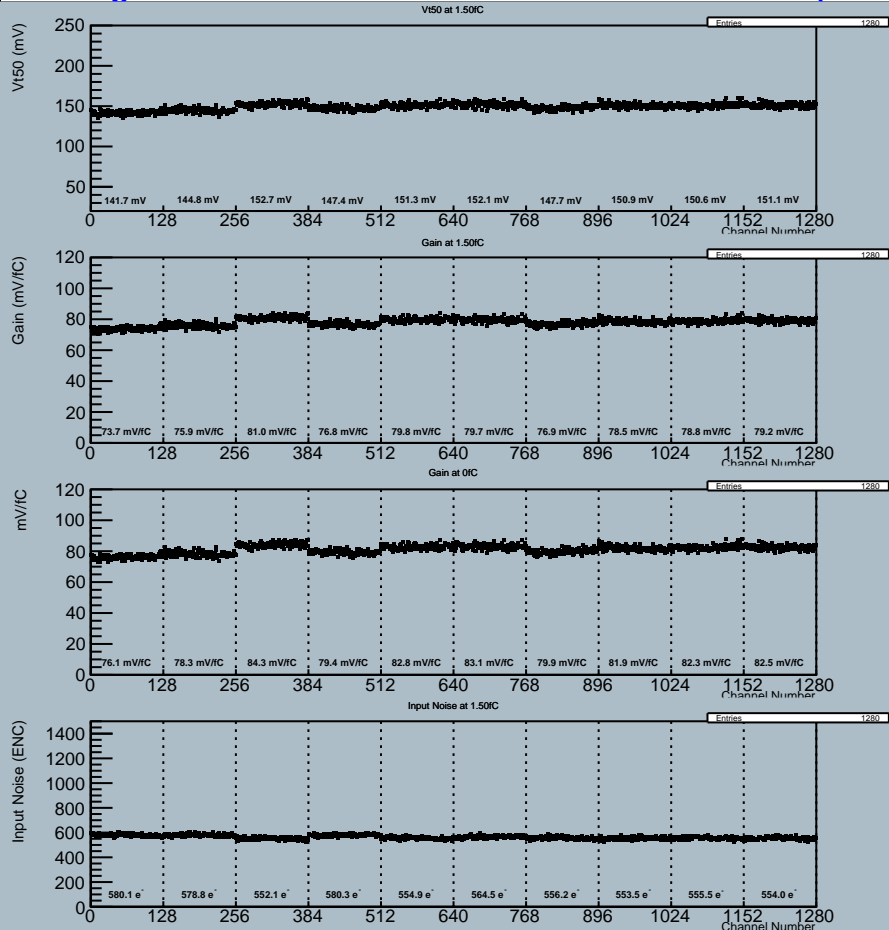 Vt50 at 1.50fC
Entries 1280
Vt50 (mV)
250
200
150
100
50
141.7 mV 144.8 mV 152.7 mV 147.4 mV 151.3 mV 152.1 mV 147.7 mV 150.9 mV 150.6 mV 151.1 mV
0 128 256 384 512 640 768 896 1024 1152 1280
Channel Number
Gain at 1.50fC
Entries 1280
Gain (mV/fC)
120
100
80
60
40
20
0
73.7 mV/fC 75.9 mV/fC 81.0 mV/fC 76.8 mV/fC 79.8 mV/fC 79.7 mV/fC 76.9 mV/fC 78.5 mV/fC 78.8 mV/fC 79.2 mV/fC
0 128 256 384 512 640 768 896 1024 1152 1280
Channel Number
Gain at 0fC
Entries 1280
mV/fC
120
100
80
60
40
20
0
76.1 mV/fC 78.3 mV/fC 84.3 mV/fC 79.4 mV/fC 82.8 mV/fC 83.1 mV/fC 79.9 mV/fC 81.9 mV/fC 82.3 mV/fC 82.5 mV/fC
0 128 256 384 512 640 768 896 1024 1152 1280
Channel Number
Input Noise at 1.50fC
Entries 1280
Input Noise (ENC)
1400
1200
1000
800
600
400
200
0
580.1 e⁻ 578.8 e⁻ 552.1 e⁻ 580.3 e⁻ 554.9 e⁻ 564.5 e⁻ 556.2 e⁻ 553.5 e⁻ 555.5 e⁻ 554.0 e⁻
0 128 256 384 512 640 768 896 1024 1152 1280
Channel Number